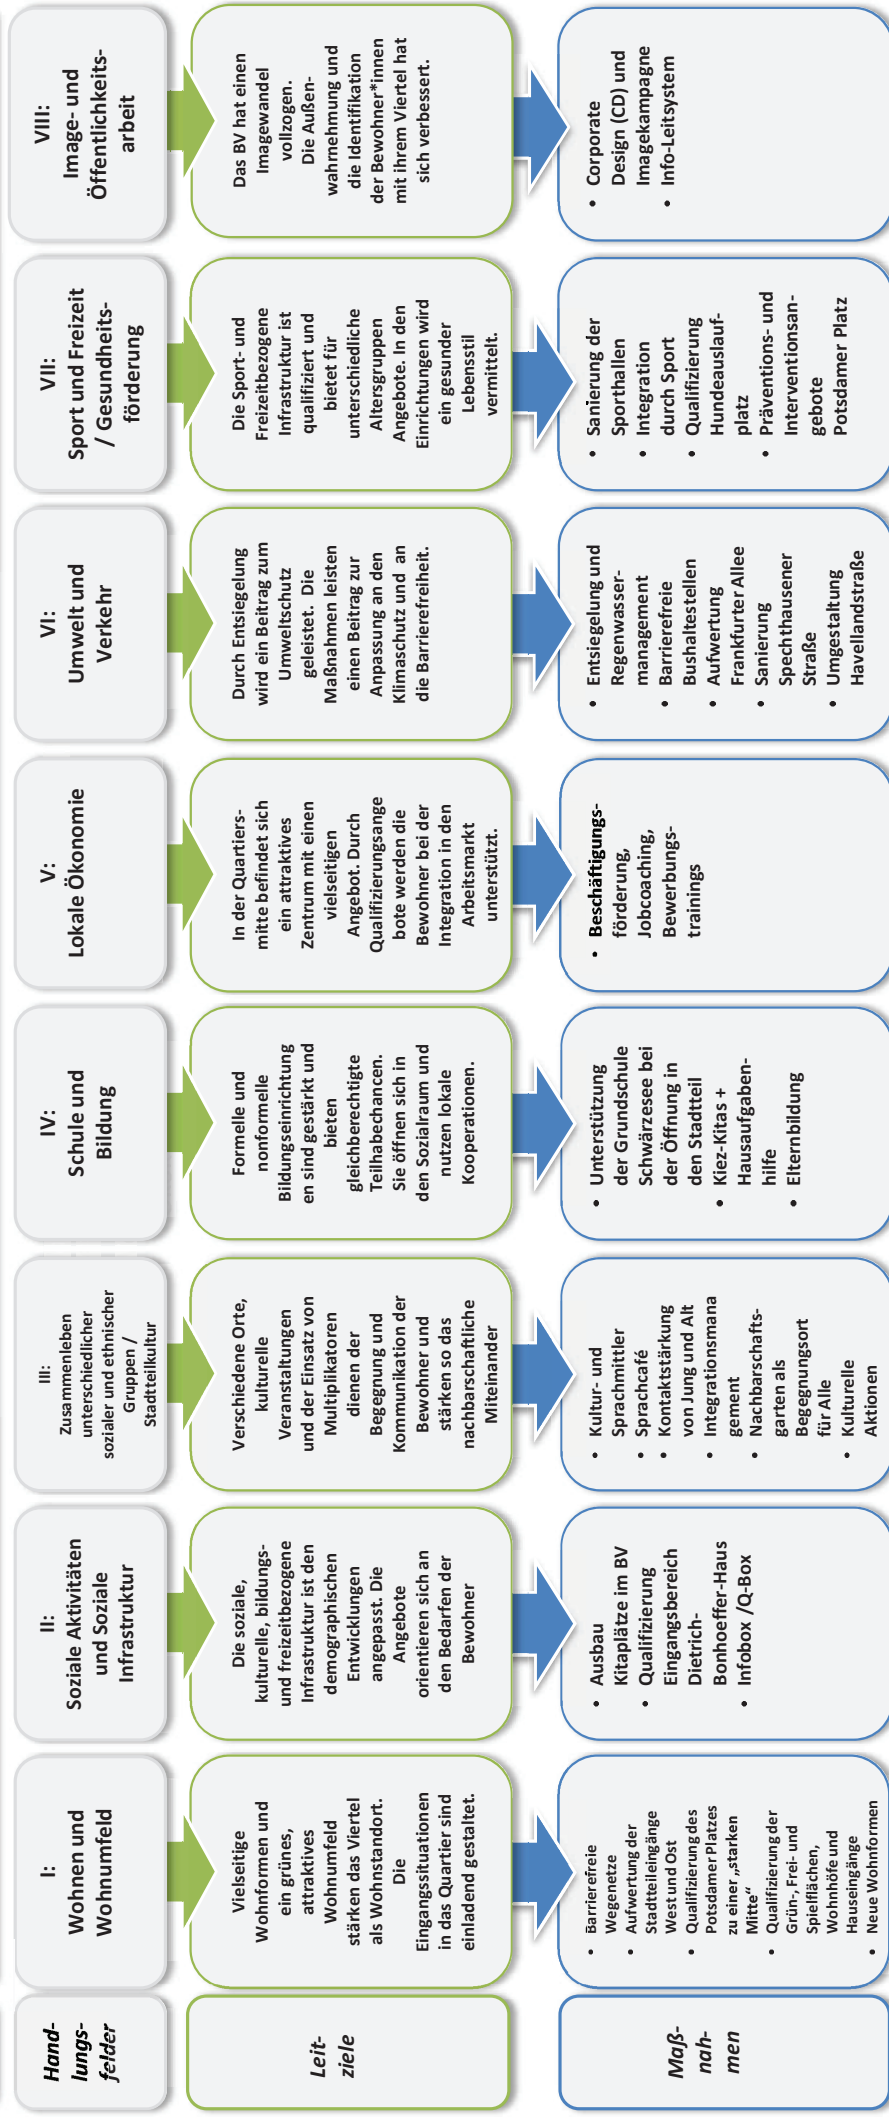 Hand-
lungs-
felder
I:
Wohnen und
Wohnumfeld
II:
Soziale Aktivitäten
und Soziale
Infrastruktur
III:
Zusammenleben
unterschiedlicher
sozialer und ethnischer
Gruppen /
Stadtteilkultur
IV:
Schule und
Bildung
V:
Lokale Ökonomie
VI:
Umwelt und
Verkehr
VII:
Sport und Freizeit
/ Gesundheits-
förderung
VIII:
Image- und
Öffentlichkeits-
arbeit
Leit-
ziele
Vielseitige
Wohnformen und
ein grünes,
attraktives
Wohnumfeld
stärken das Viertel
als Wohnstandort.
Die
Eingangssituationen
in das Quartier sind
einladend gestaltet.
Die soziale,
kulturelle, bildungs-
und freizeitbezogene
Infrastruktur ist den
demographischen
Entwicklungen
angepasst. Die
Angebote
orientieren sich an
den Bedarfen der
Bewohner
Verschiedene Orte,
kulturelle
Veranstaltungen
und der Einsatz von
Multiplikatoren
dienen der
Begegnung und
Kommunikation der
Bewohner und
stärken so das
nachbarschaftliche
Miteinander
Formelle und
nonformelle
Bildungseinrichtung
en sind gestärkt und
bieten
gleichberechtigte
Teilhabechancen.
Sie öffnen sich in
den Sozialraum und
nutzen lokale
Kooperationen.
In der Quartiers-
mitte befindet sich
ein attraktives
Zentrum mit einen
vielseitigen
Angebot. Durch
Qualifizierungsange
bote werden die
Bewohner bei der
Integration in den
Arbeitsmarkt
unterstützt.
Durch Entsiegelung
wird ein Beitrag zum
Umweltschutz
geleistet. Die
Maßnahmen leisten
einen Beitrag zur
Anpassung an den
Klimaschutz und an
die Barrierefreiheit.
Die Sport- und
Freizeitbezogene
Infrastruktur ist
qualifiziert und
bietet für
unterschiedliche
Altersgruppen
Angebote. In den
Einrichtungen wird
ein gesunder
Lebensstil
vermittelt.
Das BV hat einen
Imagewandel
vollzogen.
Die Außen-
wahrnehmung und
die Identifikation
der Bewohner*innen
mit ihrem Viertel hat
sich verbessert.
Maß-
nah-
men
• Barrierefreie
Wegenetze
• Aufwertung der
Stadtteileingänge
West und Ost
• Qualifizierung des
Potsdamer Platzes
zu einer „starken
Mitte“
• Qualifizierung der
Grün-, Frei- und
Spielflächen,
Wohnhöfe und
Hauseingänge
• Neue Wohnformen
• Ausbau
Kitaplätze im BV
• Qualifizierung
Eingangsbereich
Dietrich-
Bonhoeffer-Haus
• Infobox /Q-Box
• Kultur- und
Sprachmittler
• Sprachcafé
• Kontaktstärkung
von Jung und Alt
• Integrationsmana
gement
• Nachbarschafts-
garten als
Begegnungsort
für Alle
• Kulturelle
Aktionen
• Unterstützung
der Grundschule
Schwärzesee bei
der Öffnung in
den Stadtteil
• Kiez-Kitas +
Hausaufgaben-
hilfe
• Elternbildung
• Beschäftigungs-
förderung,
Jobcoaching,
Bewerbungs-
trainings
• Entsiegelung und
Regenwasser-
management
• Barrierefreie
Bushaltestellen
• Aufwertung
Frankfurter Allee
• Sanierung
Spechthausener
Straße
• Umgestaltung
Havellandstraße
• Sanierung der
Sporthallen
• Integration
durch Sport
• Qualifizierung
Hundeauslauf-
platz
• Präventions- und
Interventionsan-
gebote
Potsdamer Platz
• Corporate
Design (CD) und
Imagekampagne
• Info-Leitsystem